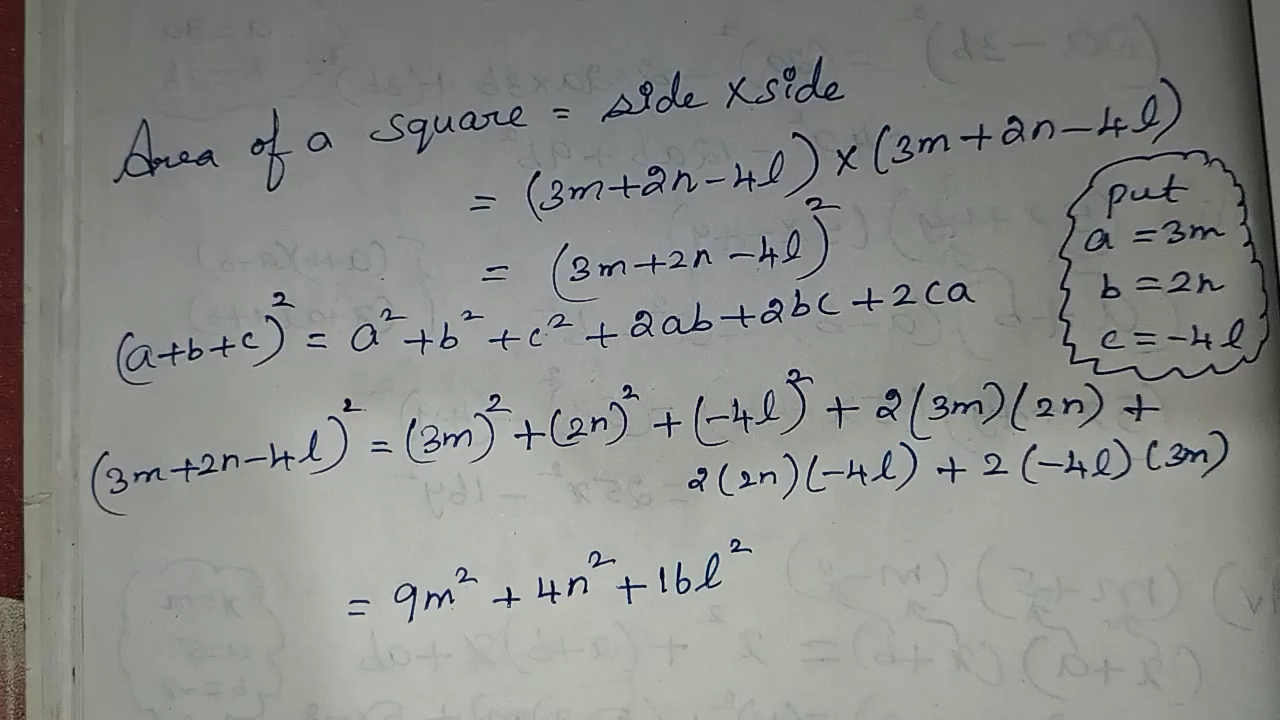 Area of a square = side × side
= (3m+2n-4l) × (3m+2n-4l)
= (3m+2n-4l)²
(a+b+c)² = a²+b²+c²+2ab+2bc+2ca
put
a = 3m
b = 2n
c = -4l
(3m+2n-4l)² = (3m)²+(2n)²+(-4l)²+2(3m)(2n)+
2(2n)(-4l)+2(-4l)(3m)
= 9m²+4n²+16l²